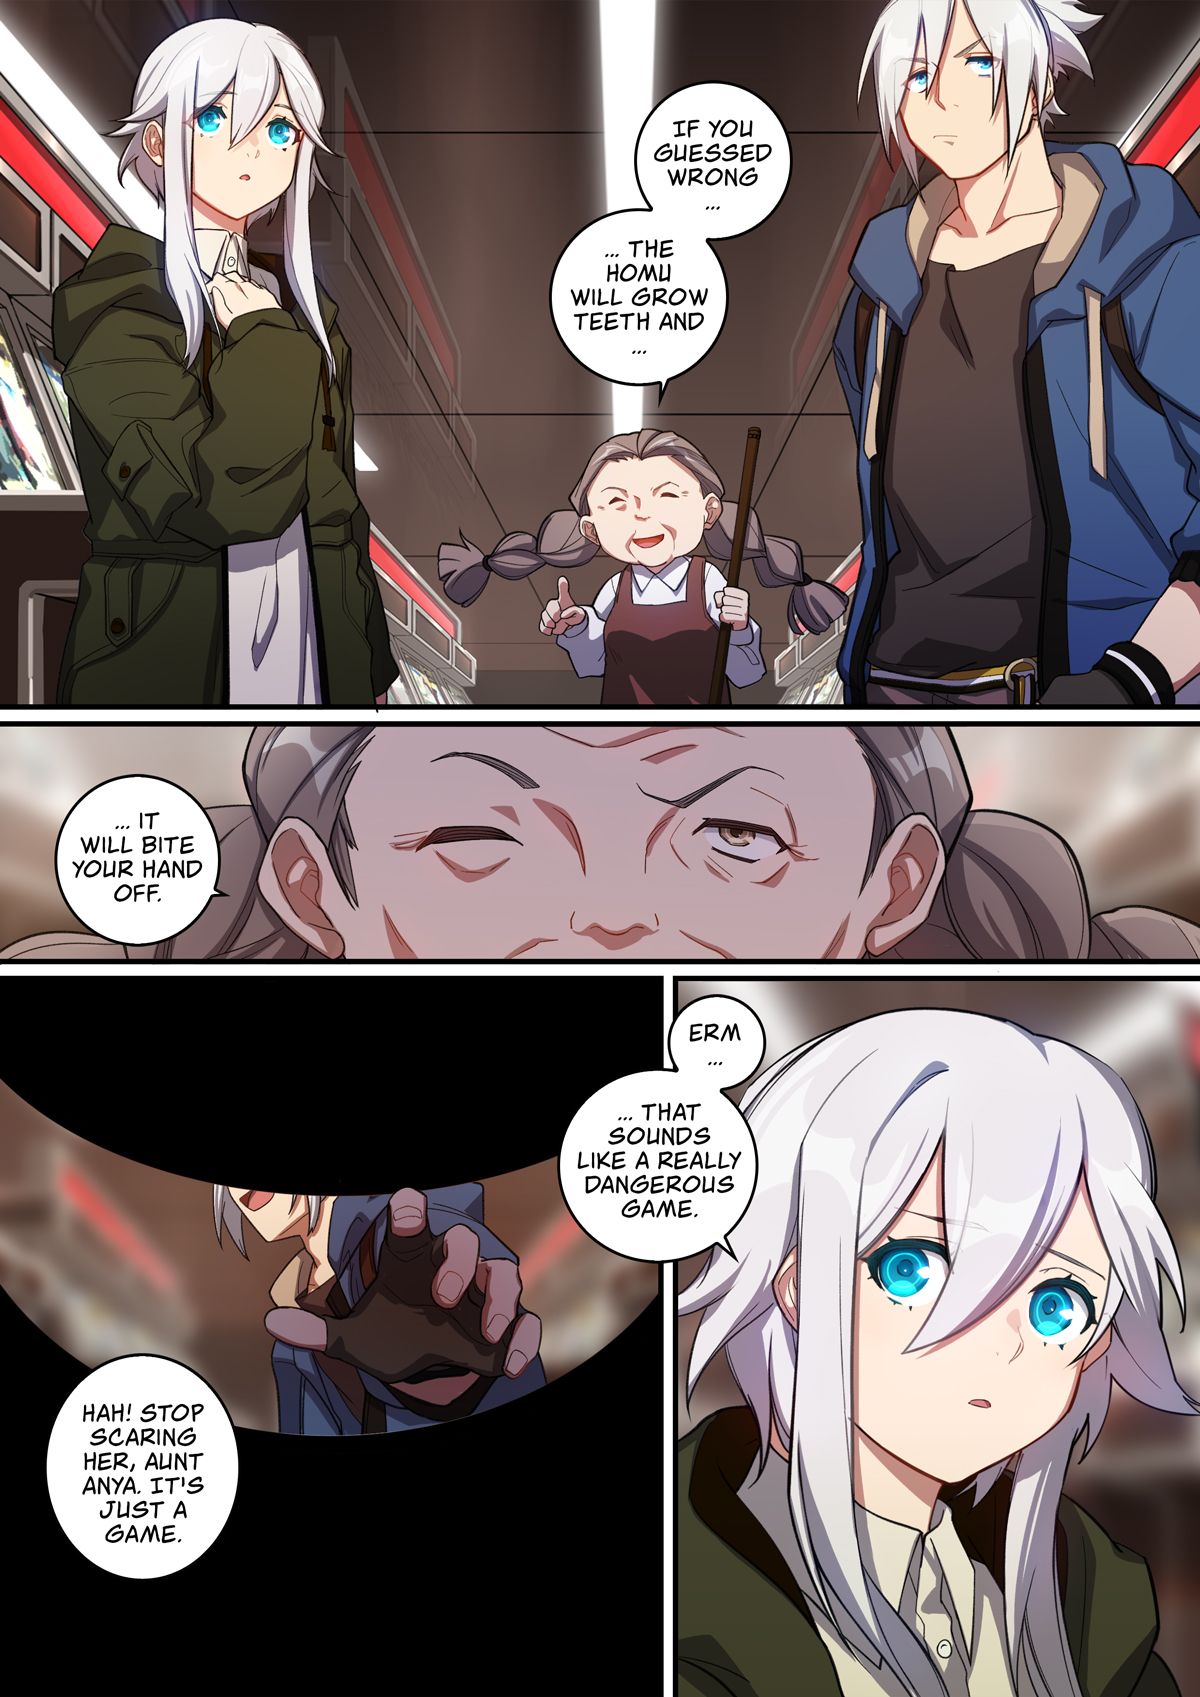 IF YOU
GUESSED
WRONG
...
... THE
HOMU
WILL GROW
TEETH AND
...
... IT
WILL BITE
YOUR HAND
OFF.
ERM
...
... THAT
SOUNDS
LIKE A REALLY
DANGEROUS
GAME.
HAH! STOP
SCARING
HER, AUNT
ANYA. IT'S
JUST A
GAME.